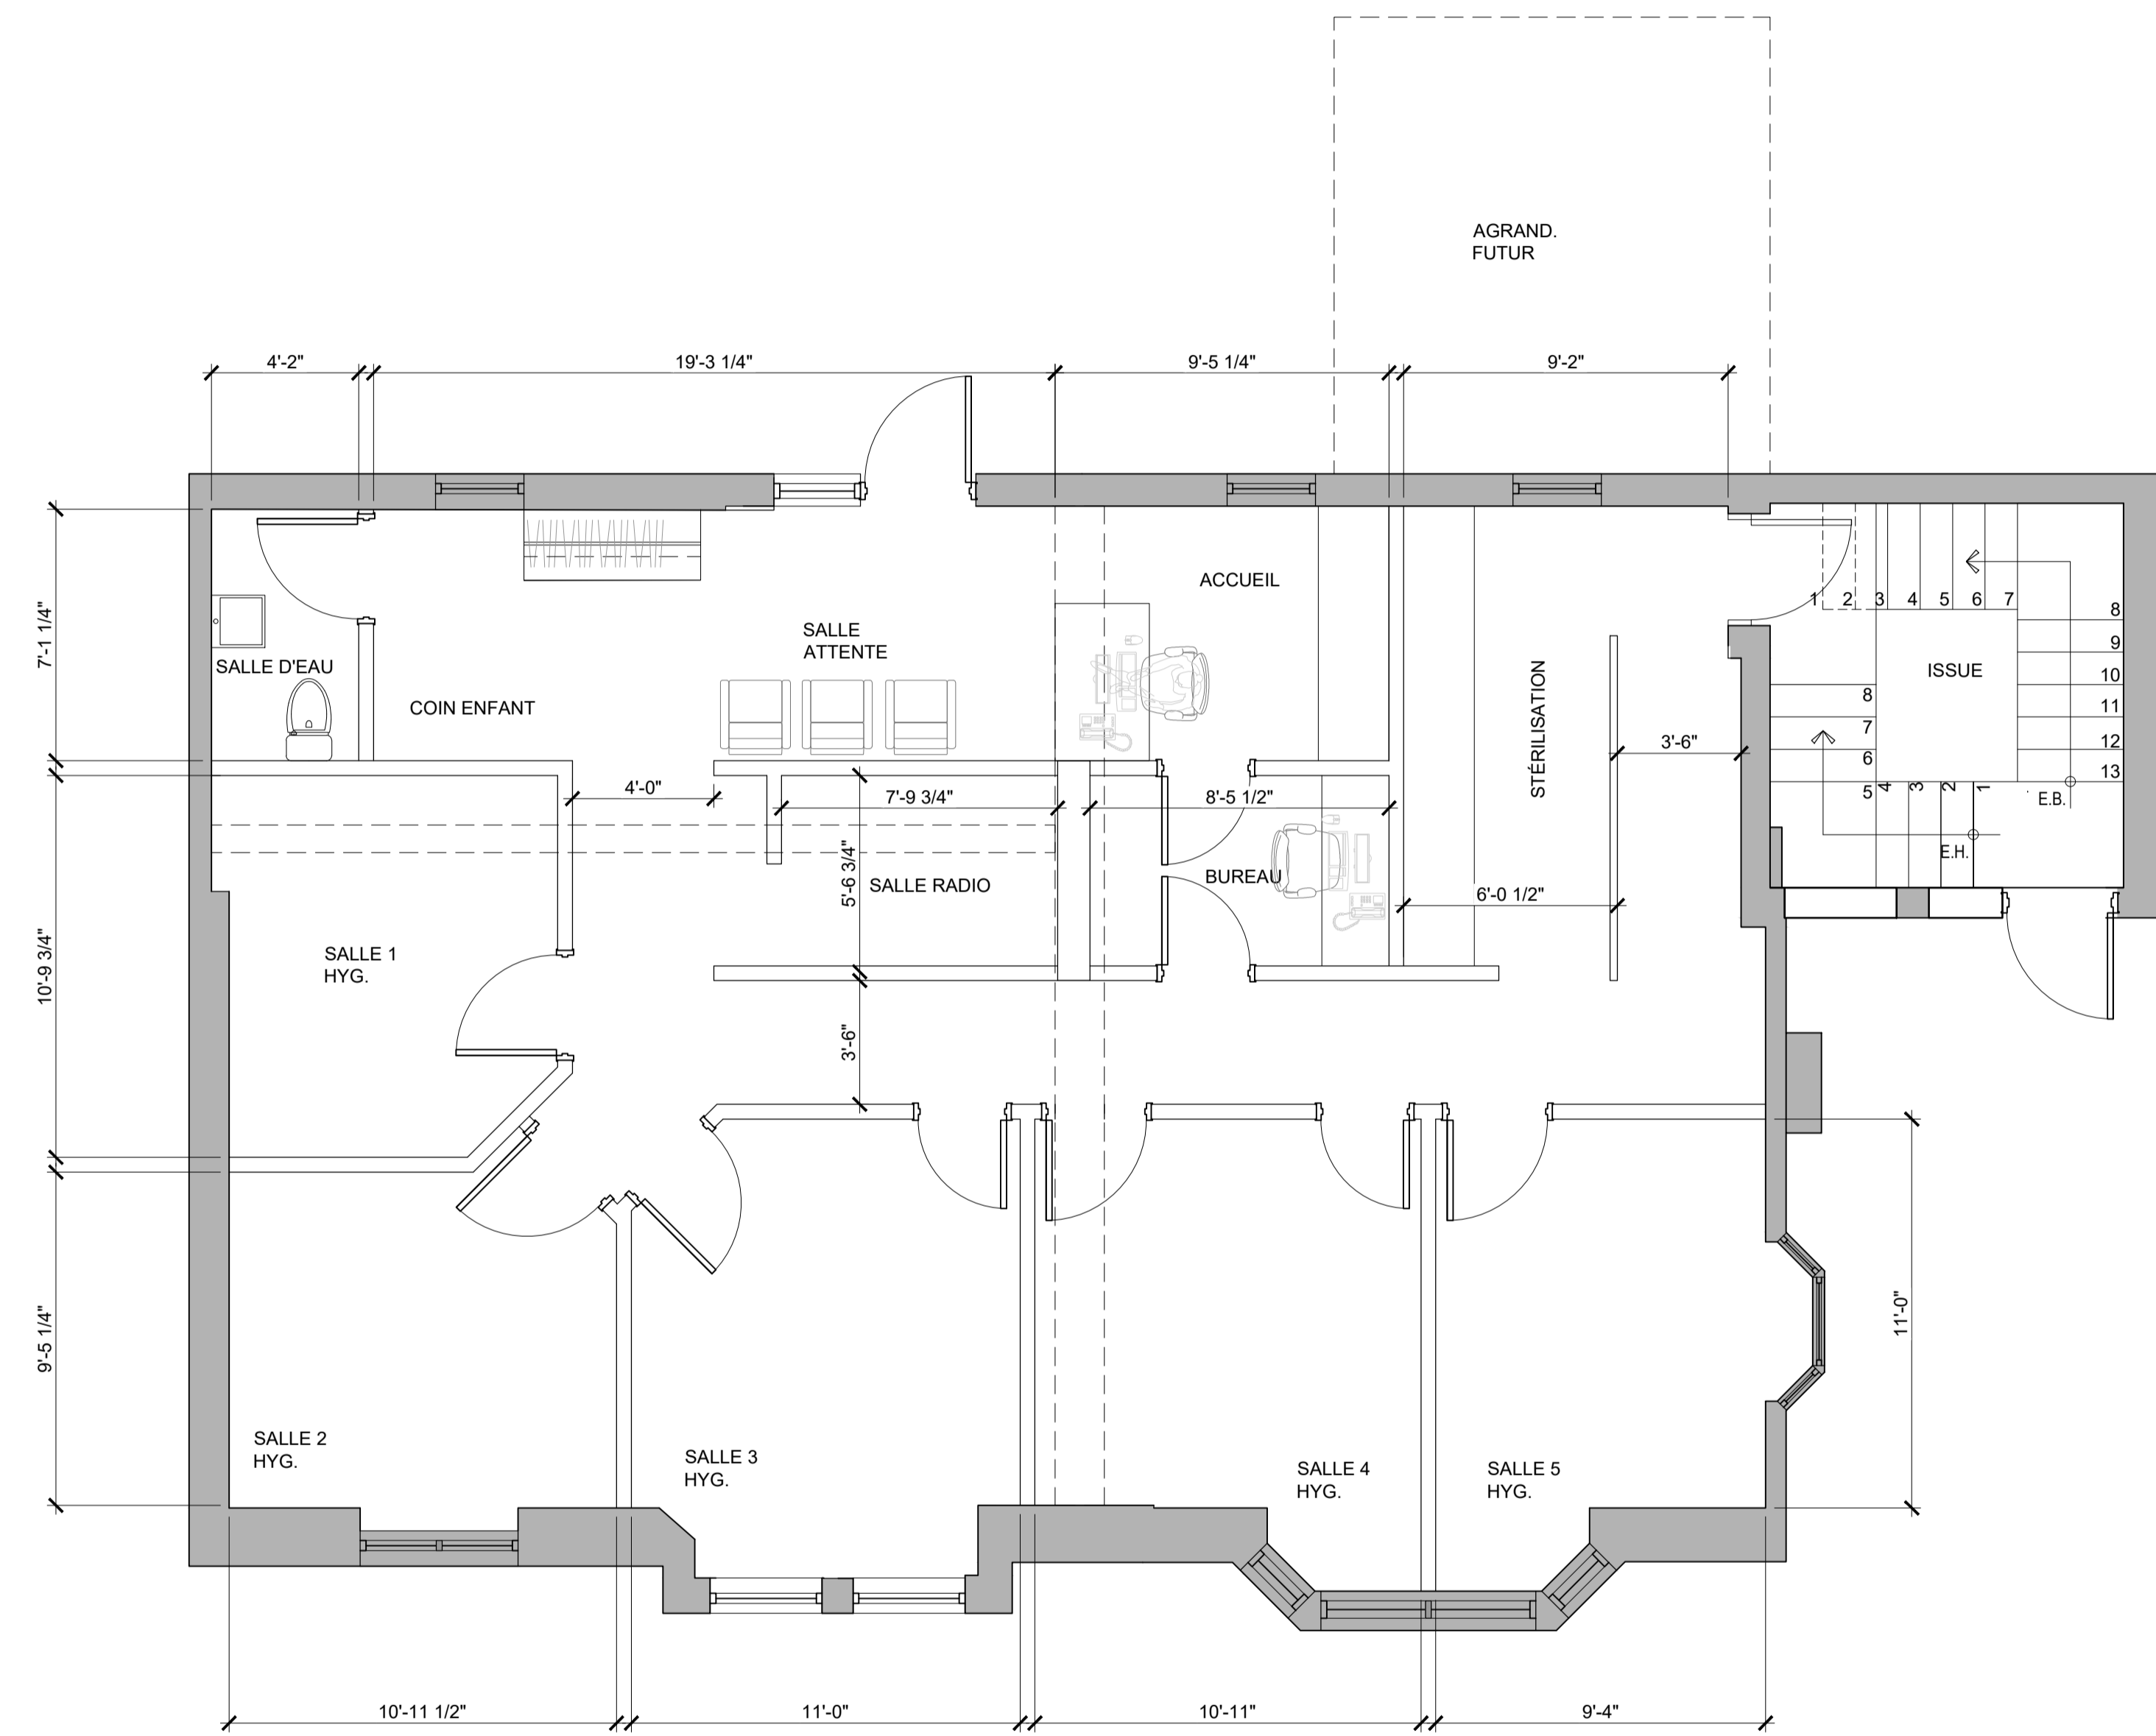 AGRAND.
FUTUR
4'-2"
19'-3 1/4"
9'-5 1/4"
9'-2"
7'-1 1/4"
ACCUEIL
SALLE
ATTENTE
SALLE D'EAU
COIN ENFANT
STÉRILISATION
1 2 3 4 5 6 7
8
9
10
11
12
13
ISSUE
8
7
6
5
4 3 2 1
E.B.
E.H.
3'-6"
4'-0"
7'-9 3/4"
8'-5 1/2"
5'-6 3/4"
SALLE RADIO
BUREAU
6'-0 1/2"
10'-9 3/4"
SALLE 1
HYG.
3'-6"
9'-5 1/4"
11'-0"
SALLE 2
HYG.
SALLE 3
HYG.
SALLE 4
HYG.
SALLE 5
HYG.
10'-11 1/2"
11'-0"
10'-11"
9'-4"